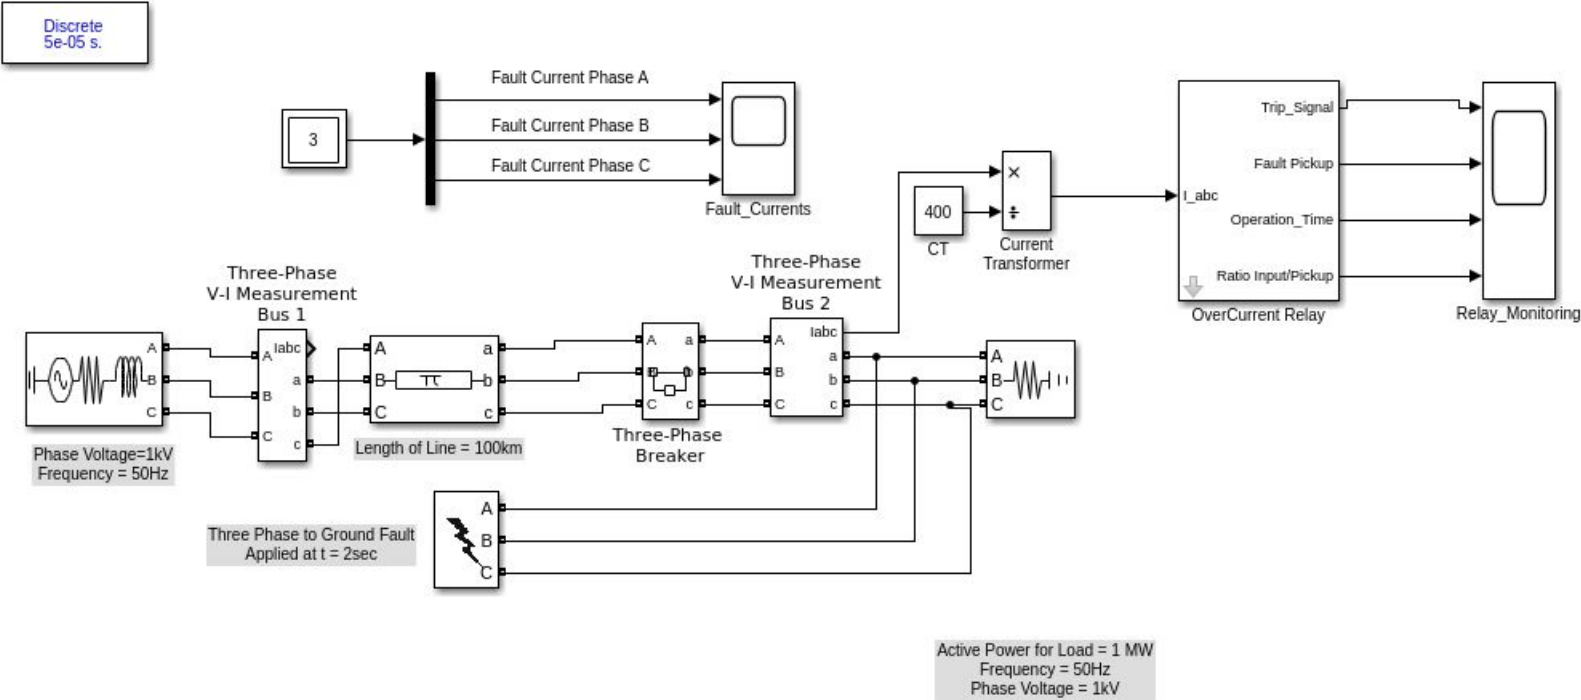 Discrete
5e-05 s.
3
Fault Current Phase A
Fault Current Phase B
Fault Current Phase C
Fault_Currents
400
CT
×
÷
Current
Transformer
I_abc
Trip_Signal
Fault Pickup
Operation_Time
Ratio Input/Pickup
OverCurrent Relay
Relay_Monitoring
A
B
C
Phase Voltage=1kV
Frequency = 50Hz
Three-Phase
V-I Measurement
Bus 1
A
B
C
Iabc
a
b
c
A
B
C
π
a
b
c
Length of Line = 100km
A
B
C
a
b
c
Three-Phase
Breaker
Three-Phase
V-I Measurement
Bus 2
A
B
C
Iabc
a
b
c
A
B
C
Three Phase to Ground Fault
Applied at t = 2sec
A
B
C
Active Power for Load = 1 MW
Frequency = 50Hz
Phase Voltage = 1kV